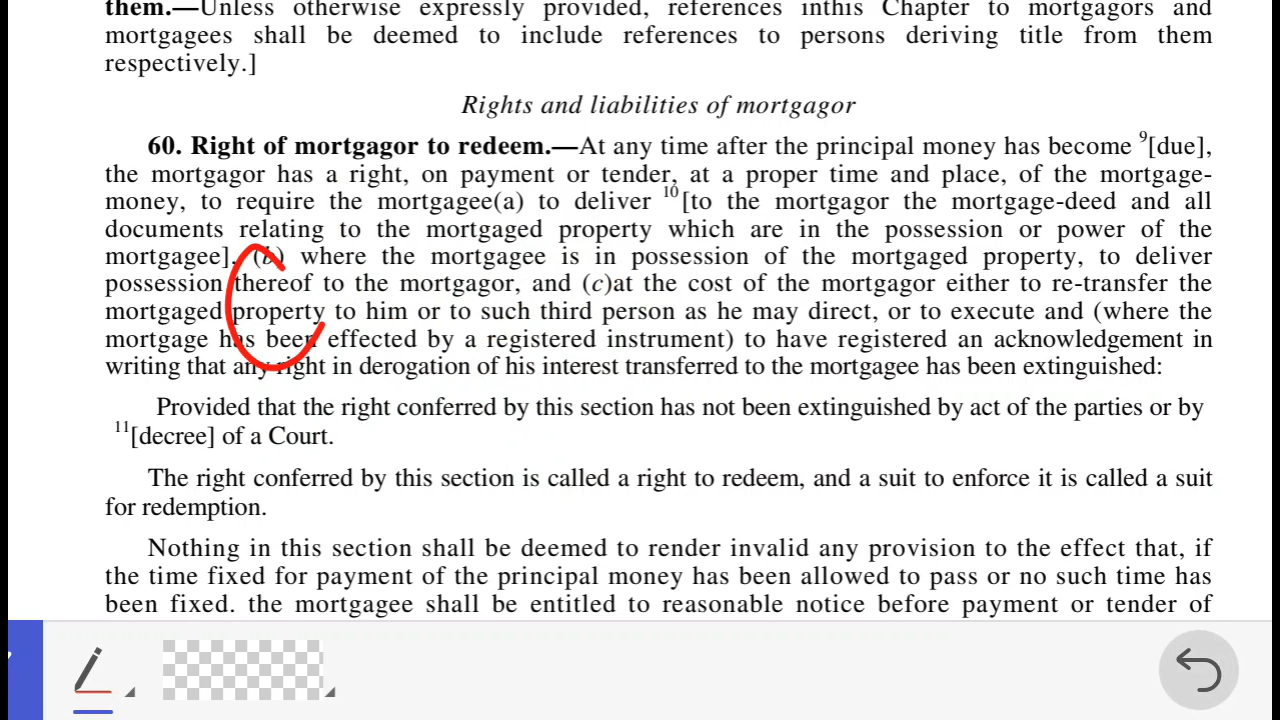 them.—Unless otherwise expressly provided, references inthis Chapter to mortgagors and
mortgagees shall be deemed to include references to persons deriving title from them
respectively.]
Rights and liabilities of mortgagor
60. Right of mortgagor to redeem.—At any time after the principal money has become 9[due],
the mortgagor has a right, on payment or tender, at a proper time and place, of the mortgage-
money, to require the mortgagee(a) to deliver 10[to the mortgagor the mortgage-deed and all
documents relating to the mortgaged property which are in the possession or power of the
mortgagee], (b) where the mortgagee is in possession of the mortgaged property, to deliver
possession thereof to the mortgagor, and (c)at the cost of the mortgagor either to re-transfer the
mortgaged property to him or to such third person as he may direct, or to execute and (where the
mortgage has been effected by a registered instrument) to have registered an acknowledgement in
writing that any right in derogation of his interest transferred to the mortgagee has been extinguished:
Provided that the right conferred by this section has not been extinguished by act of the parties or by
11[decree] of a Court.
The right conferred by this section is called a right to redeem, and a suit to enforce it is called a suit
for redemption.
Nothing in this section shall be deemed to render invalid any provision to the effect that, if
the time fixed for payment of the principal money has been allowed to pass or no such time has
been fixed. the mortgagee shall be entitled to reasonable notice before payment or tender of